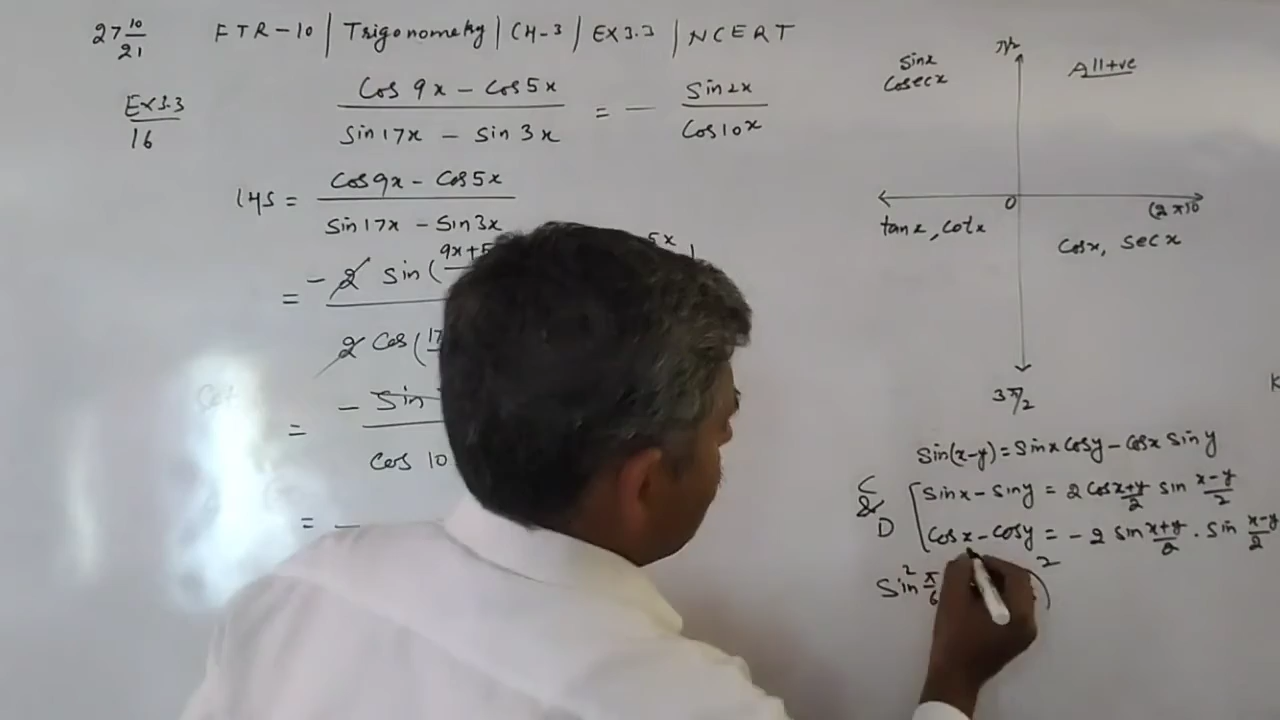 27 10/21 FTR-10 | Trigonometry | CH-3 | EX 3.3 | NCERT
Ex 3.3/16
(Cos 9x - Cos 5x)/(Sin 17x - Sin 3x) = - Sin 2x/Cos 10x
LHS = (Cos 9x - Cos 5x)/(Sin 17x - Sin 3x)
= - 2 Sin (9x+5
5x
2 Cos (17
= - Sin
Cos 10
= -
π/2
Sinx
Cosecx
All +ve
0
(2π)0
tanx, Cotx
Cosx, Secx
3π/2
Sin(x-y) = Sinx Cosy - Cosx Siny
C & D
Sinx - Siny = 2 Cos (x+y)/2 Sin (x-y)/2
Cosx - Cosy = - 2 Sin (x+y)/2 . Sin (x-y)/2
Sin² π/6
)²